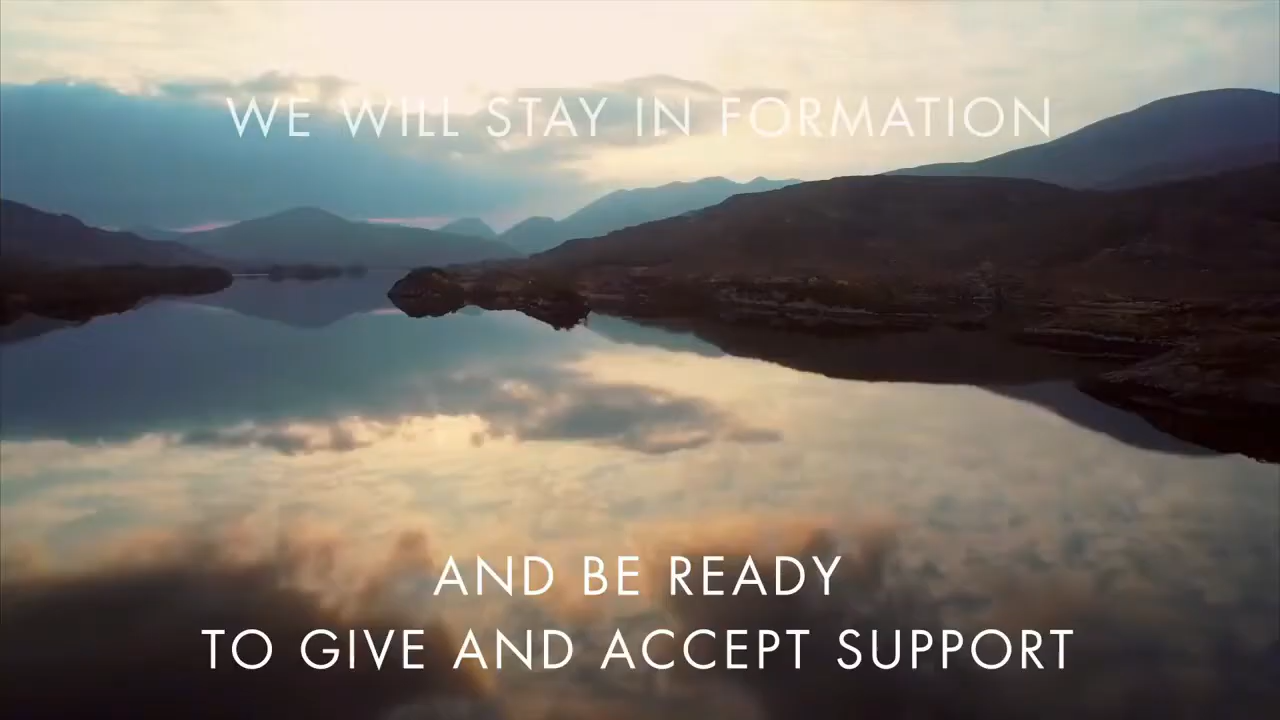 WE WILL STAY IN FORMATION
AND BE READY
TO GIVE AND ACCEPT SUPPORT